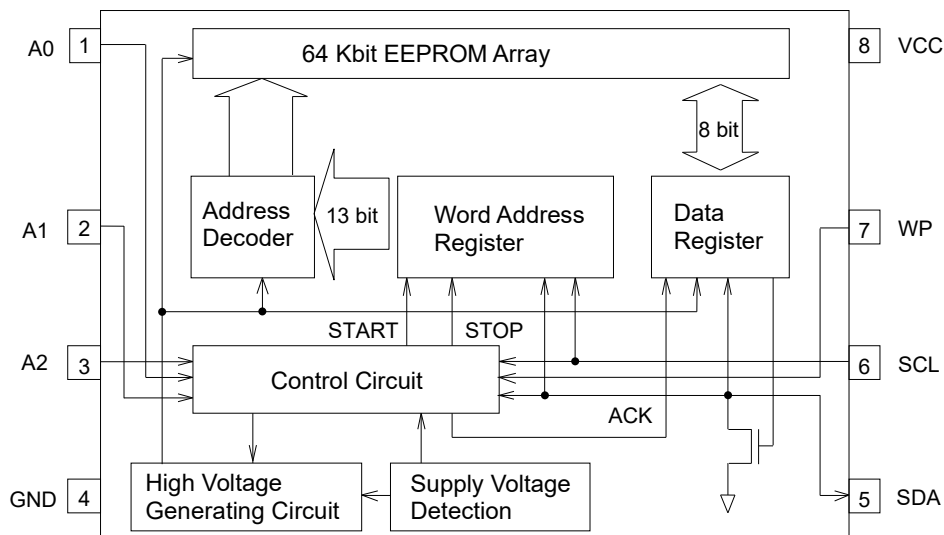 A0 1
64 Kbit EEPROM Array
8 VCC
8 bit
A1 2
Address
Decoder
13 bit
Word Address
Register
Data
Register
7 WP
START
STOP
A2 3
Control Circuit
6 SCL
ACK
GND 4
High Voltage
Generating Circuit
Supply Voltage
Detection
5 SDA